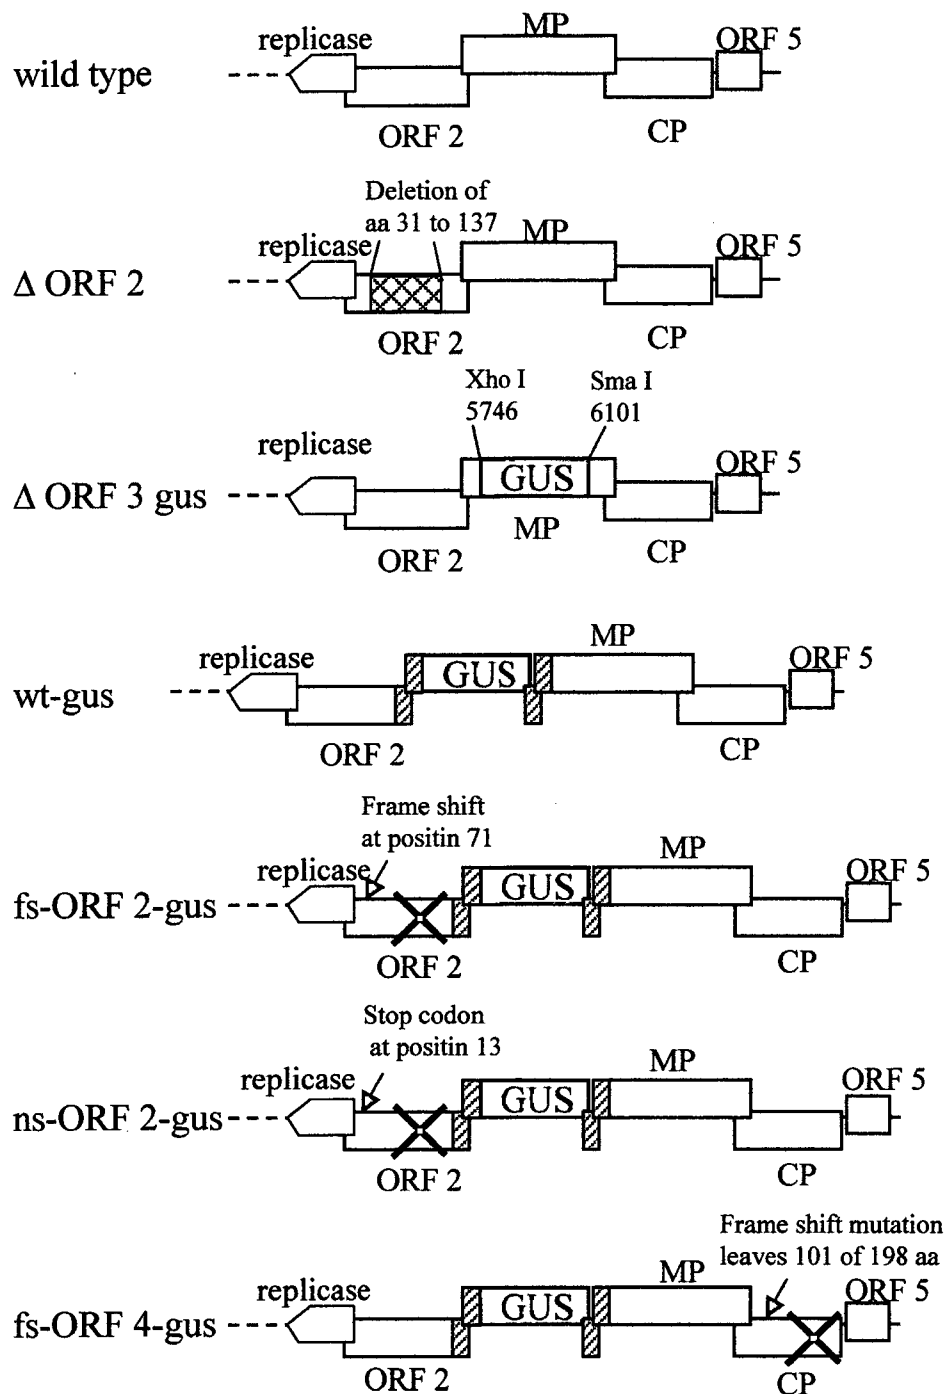 MP
replicase
ORF 5
wild type
ORF 2
CP
Deletion of
aa 31 to 137
MP
replicase
ORF 5
Δ ORF 2
ORF 2
CP
Xho I
5746
Sma I
6101
replicase
ORF 5
Δ ORF 3 gus
GUS
MP
ORF 2
CP
MP
replicase
ORF 5
wt-gus
GUS
ORF 2
CP
Frame shift
at positin 71
MP
replicase
ORF 5
fs-ORF 2-gus
GUS
ORF 2
CP
Stop codon
at positin 13
MP
replicase
ORF 5
ns-ORF 2-gus
GUS
ORF 2
CP
Frame shift mutation
leaves 101 of 198 aa
MP
replicase
ORF 5
fs-ORF 4-gus
GUS
ORF 2
CP